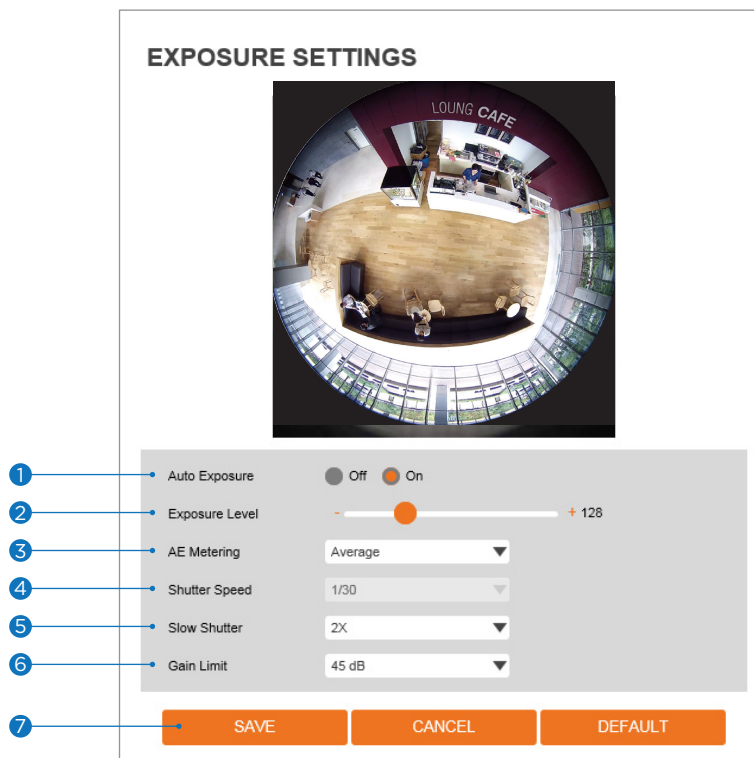 EXPOSURE SETTINGS
LOUNG CAFE
1 Auto Exposure Off On
2 Exposure Level - + 128
3 AE Metering Average
4 Shutter Speed 1/30
5 Slow Shutter 2X
6 Gain Limit 45 dB
7 SAVE CANCEL DEFAULT